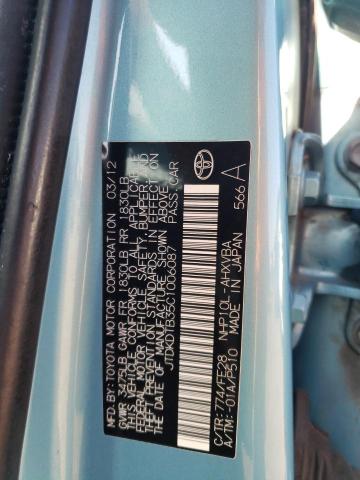 MFD. BY: TOYOTA MOTOR CORPORATION 03/12
GVWR 3475LB GAWR FR 1830LB RR 1830LB
THIS VEHICLE CONFORMS TO ALL APPLICABLE
FEDERAL MOTOR VEHICLE SAFETY, BUMPER, AND
THEFT PREVENTION STANDARDS IN EFFECT ON
THE DATE OF MANUFACTURE SHOWN ABOVE.
JTDKDTB35C1006087 PASS.CAR
C/TR: 774/FE28 NHP10L-AHXVBA
A/TM: -01A/P510 MADE IN JAPAN
566 A